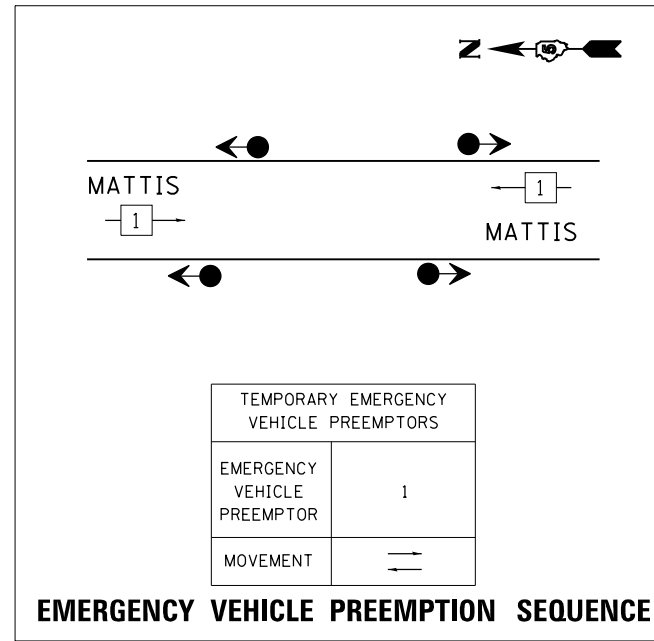 N
MATTIS
1
1
MATTIS
TEMPORARY EMERGENCY
VEHICLE PREEMPTORS
EMERGENCY
VEHICLE
PREEMPTOR
1
MOVEMENT
EMERGENCY VEHICLE PREEMPTION SEQUENCE